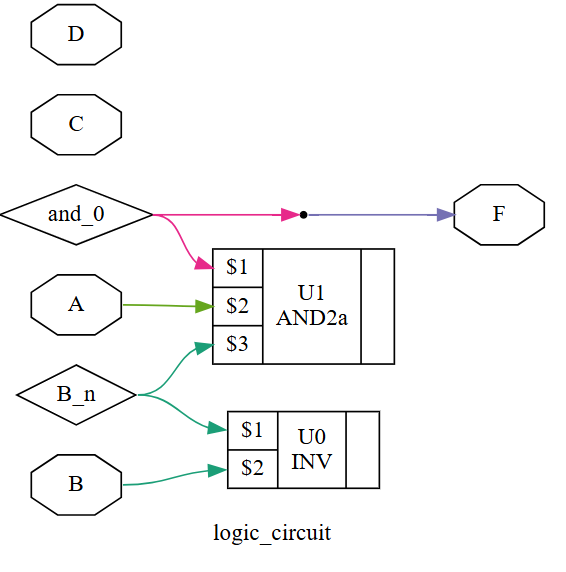 D
C
and_0
F
$1
A
$2
U1
AND2a
$3
B_n
$1
U0
INV
$2
B
logic_circuit